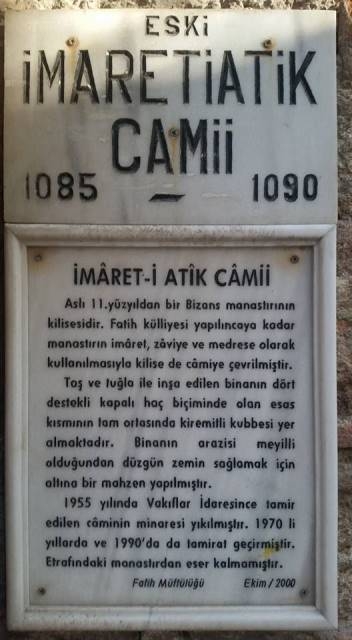 ESKİ
İMARETİATİK
CAMİİ
1085 - 1090
İMÂRET-İ ATÎK CÂMİİ
Aslı 11.yüzyıldan bir Bizans manastırının
kilisesidir. Fatih külliyesi yapılıncaya kadar
manastırın imâret, zâviye ve medrese olarak
kullanılmasıyla kilise de câmiye çevrilmiştir.
Taş ve tuğla ile inşa edilen binanın dört
destekli kapalı haç biçiminde olan esas
kısmının tam ortasında kiremitli kubbesi yer
almaktadır. Binanın arazisi meyilli
olduğundan düzgün zemin sağlamak için
altına bir mahzen yapılmıştır.
1955 yılında Vakıflar İdaresince tamir
edilen câminin minaresi yıkılmıştır. 1970 li
yıllarda ve 1990'da da tamirat geçirmiştir.
Etrafındaki manastırdan eser kalmamıştır.
Fatih Müftülüğü Ekim / 2000